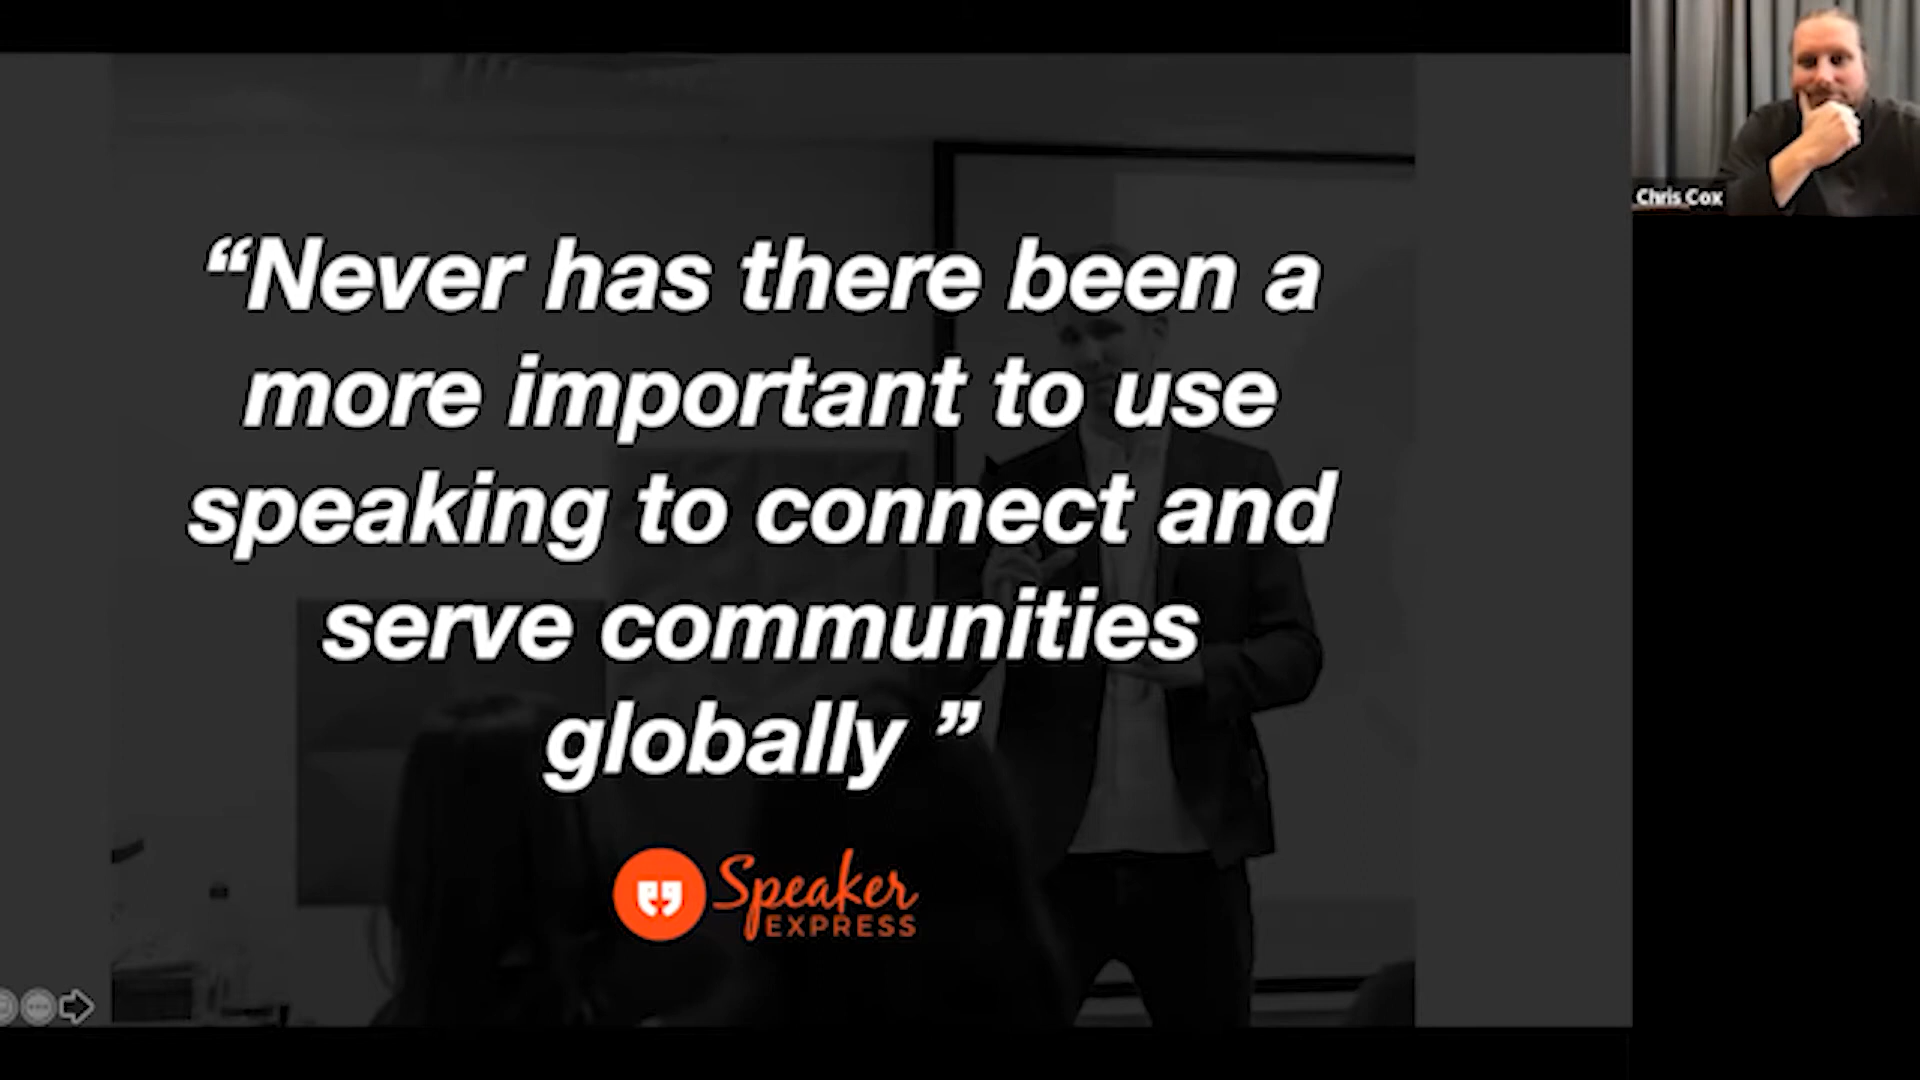 “Never has there been a
more important to use
speaking to connect and
serve communities
globally ”
Speaker
EXPRESS
Chris Cox